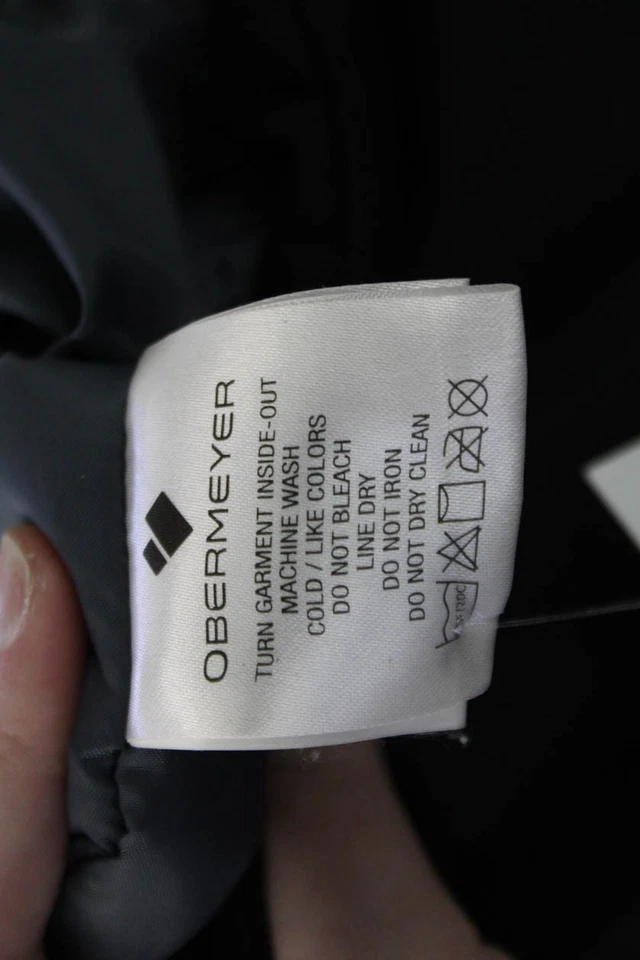 OBERMEYER
TURN GARMENT INSIDE-OUT
MACHINE WASH
COLD / LIKE COLORS
DO NOT BLEACH
LINE DRY
DO NOT IRON
DO NOT DRY CLEAN